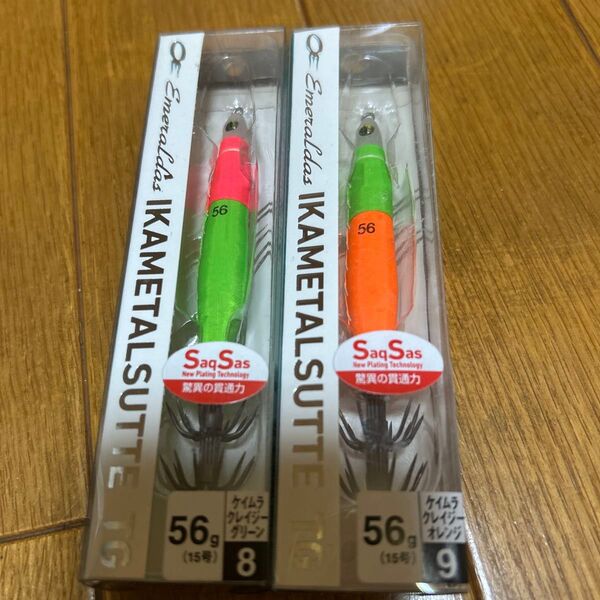 Emeraldas IKAMETALSUTTE TG
56
SaqSas
New Plating Technology
驚異の貫通力
56g
(15号)
ケイムラ
クレイジー
グリーン
8
Emeraldas IKAMETALSUTTE TG
56
SaqSas
New Plating Technology
驚異の貫通力
56g
(15号)
ケイムラ
クレイジー
オレンジ
9